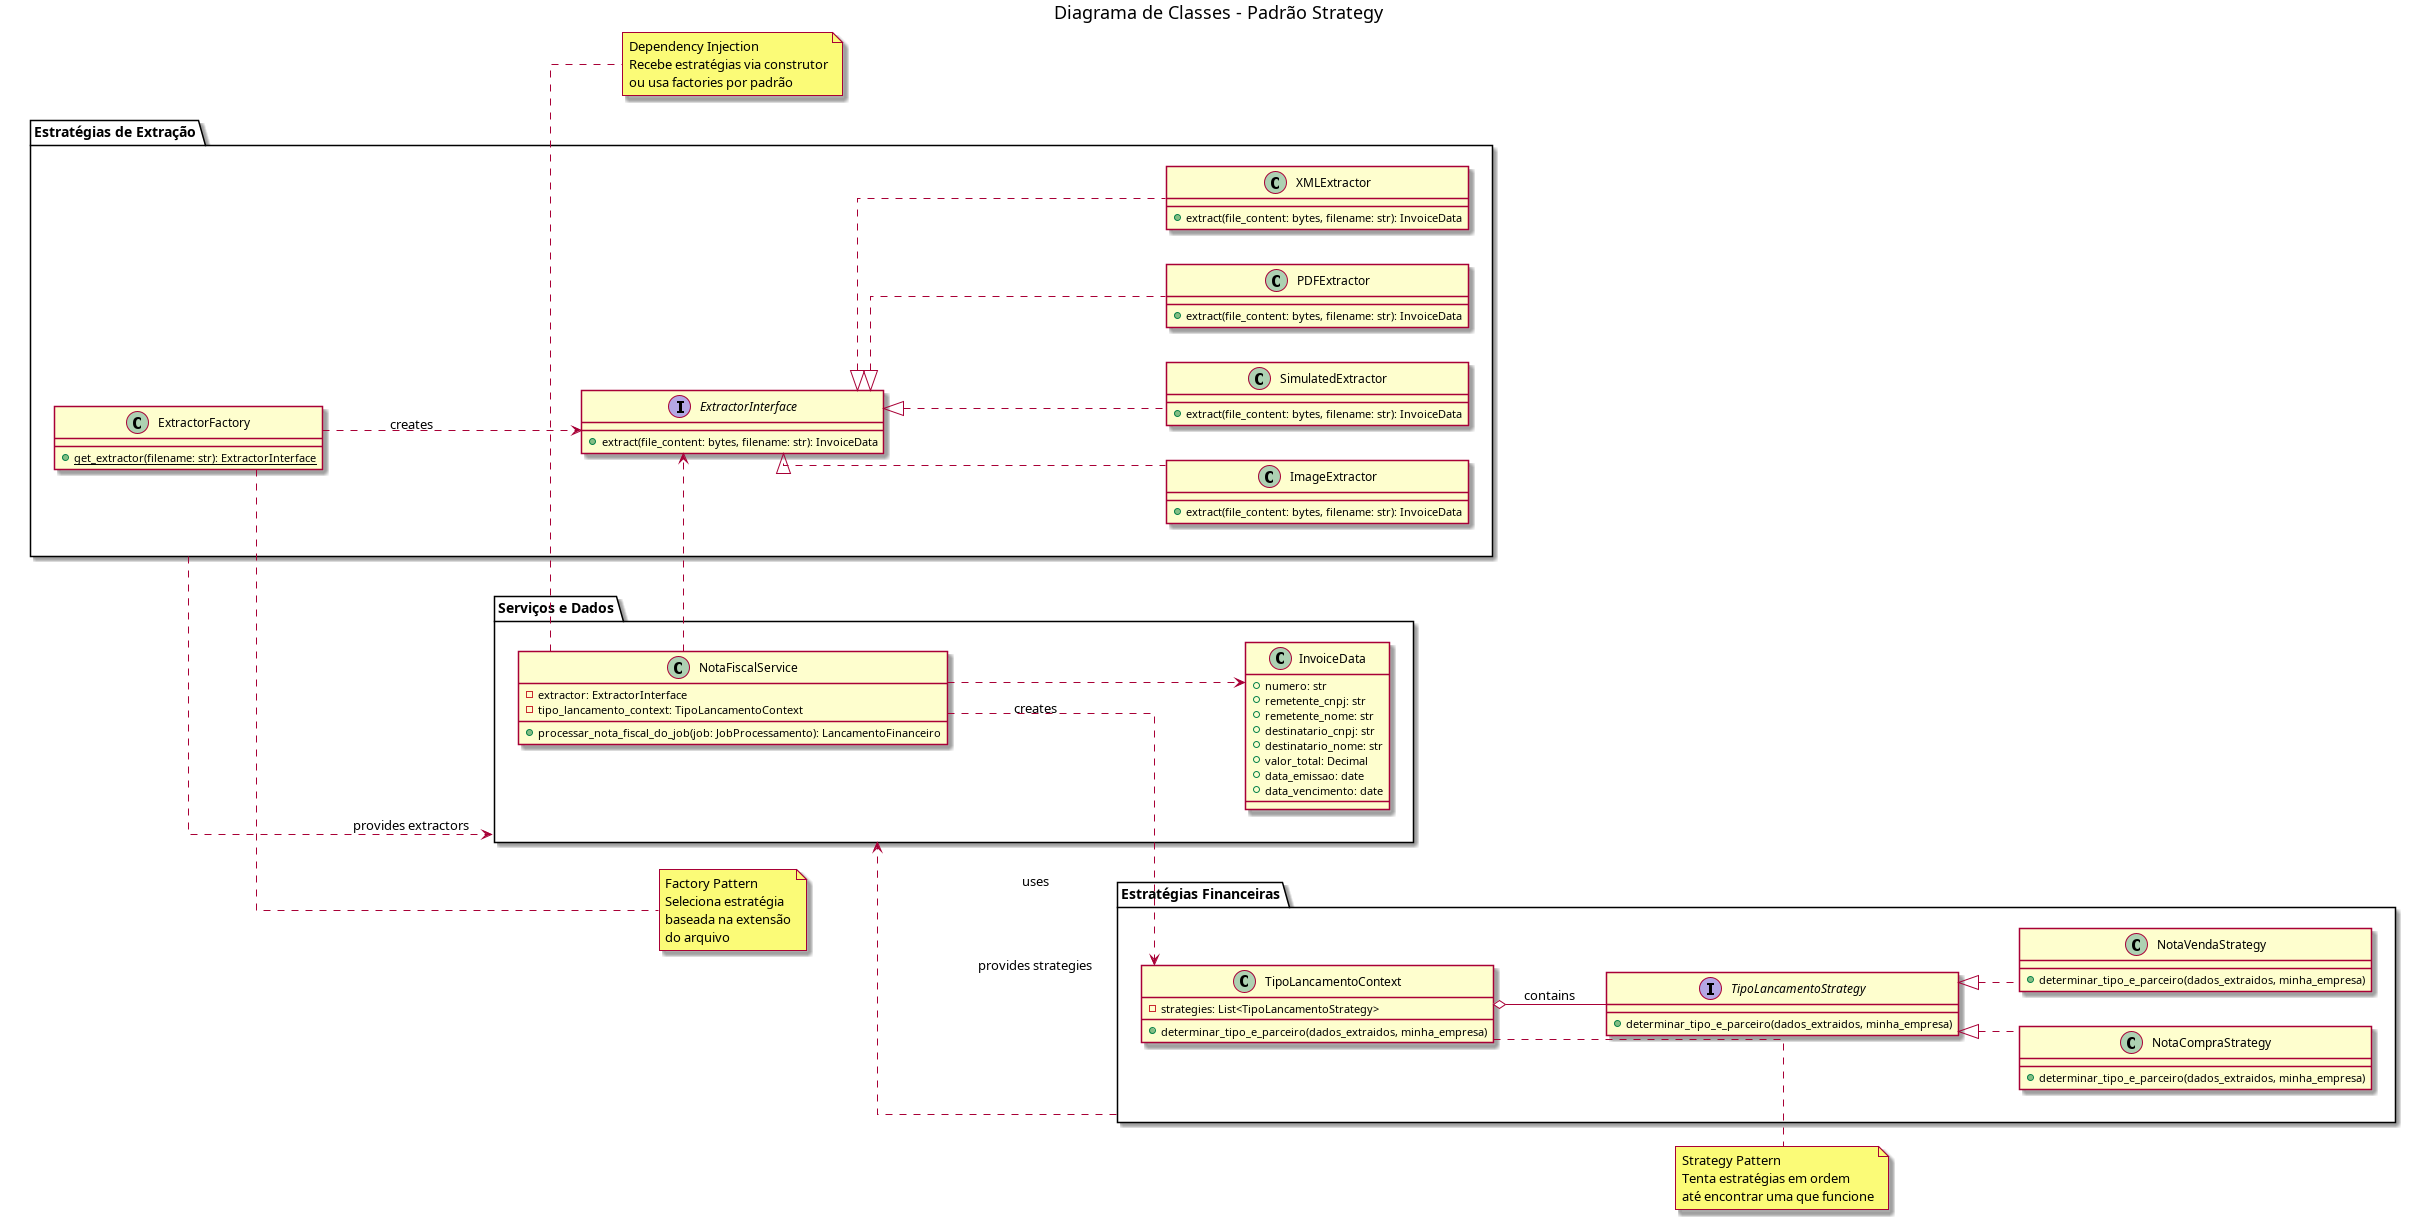 Diagrama de Classes - Padrão Strategy
Dependency Injection
Recebe estratégias via construtor
ou usa factories por padrão
Estratégias de Extração
C XMLExtractor
extract(file_content: bytes, filename: str): InvoiceData
C PDFExtractor
extract(file_content: bytes, filename: str): InvoiceData
C SimulatedExtractor
extract(file_content: bytes, filename: str): InvoiceData
C ImageExtractor
extract(file_content: bytes, filename: str): InvoiceData
C ExtractorFactory
get_extractor(filename: str): ExtractorInterface
creates
I ExtractorInterface
extract(file_content: bytes, filename: str): InvoiceData
Serviços e Dados
C NotaFiscalService
extractor: ExtractorInterface
tipo_lancamento_context: TipoLancamentoContext
processar_nota_fiscal_do_job(job: JobProcessamento): LancamentoFinanceiro
creates
C InvoiceData
numero: str
remetente_cnpj: str
remetente_nome: str
destinatario_cnpj: str
destinatario_nome: str
valor_total: Decimal
data_emissao: date
data_vencimento: date
provides extractors
Factory Pattern
Seleciona estratégia
baseada na extensão
do arquivo
uses
provides strategies
Estratégias Financeiras
C TipoLancamentoContext
strategies: List<TipoLancamentoStrategy>
determinar_tipo_e_parceiro(dados_extraidos, minha_empresa)
contains
I TipoLancamentoStrategy
determinar_tipo_e_parceiro(dados_extraidos, minha_empresa)
C NotaVendaStrategy
determinar_tipo_e_parceiro(dados_extraidos, minha_empresa)
C NotaCompraStrategy
determinar_tipo_e_parceiro(dados_extraidos, minha_empresa)
Strategy Pattern
Tenta estratégias em ordem
até encontrar uma que funcione